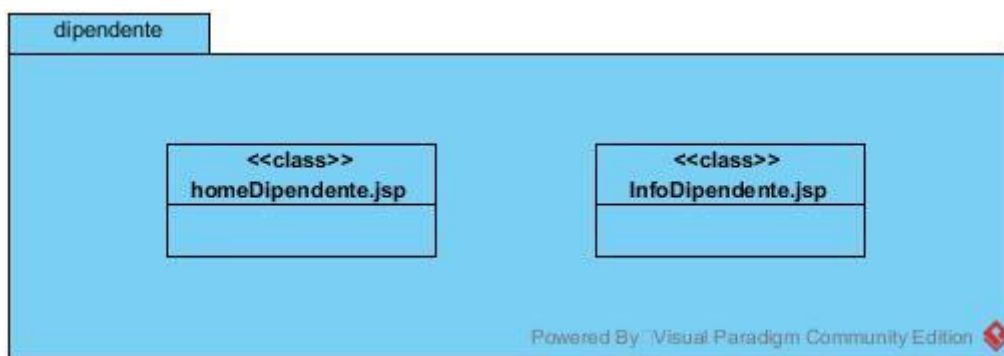 dipendente
<<class>>
homeDipendente.jsp
<<class>>
InfoDipendente.jsp
Powered By Visual Paradigm Community Edition